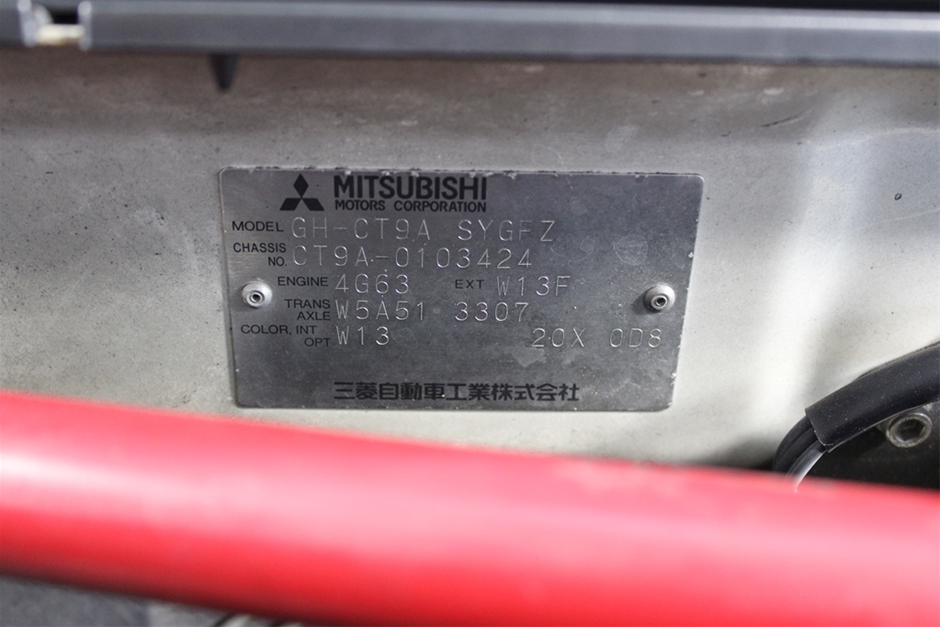 MITSUBISHI
MOTORS CORPORATION
MODEL GH-CT9A SYGFZ
CHASSIS NO. CT9A-0103424
ENGINE 4G63 EXT W13F
TRANS AXLE W5A51 3307
COLOR, INT OPT W13 20X 0D8
三菱自動車工業株式会社